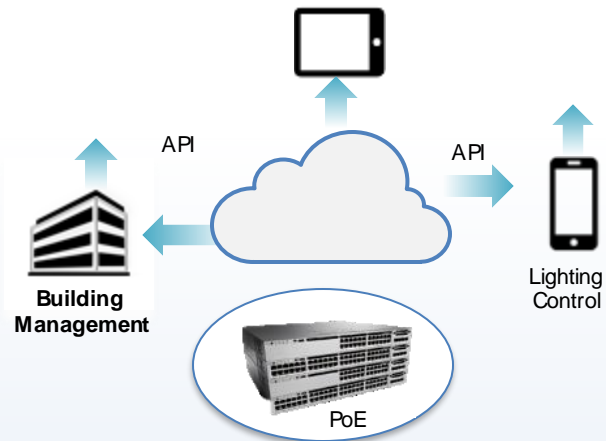 API
API
Building
Management
Lighting
Control
PoE